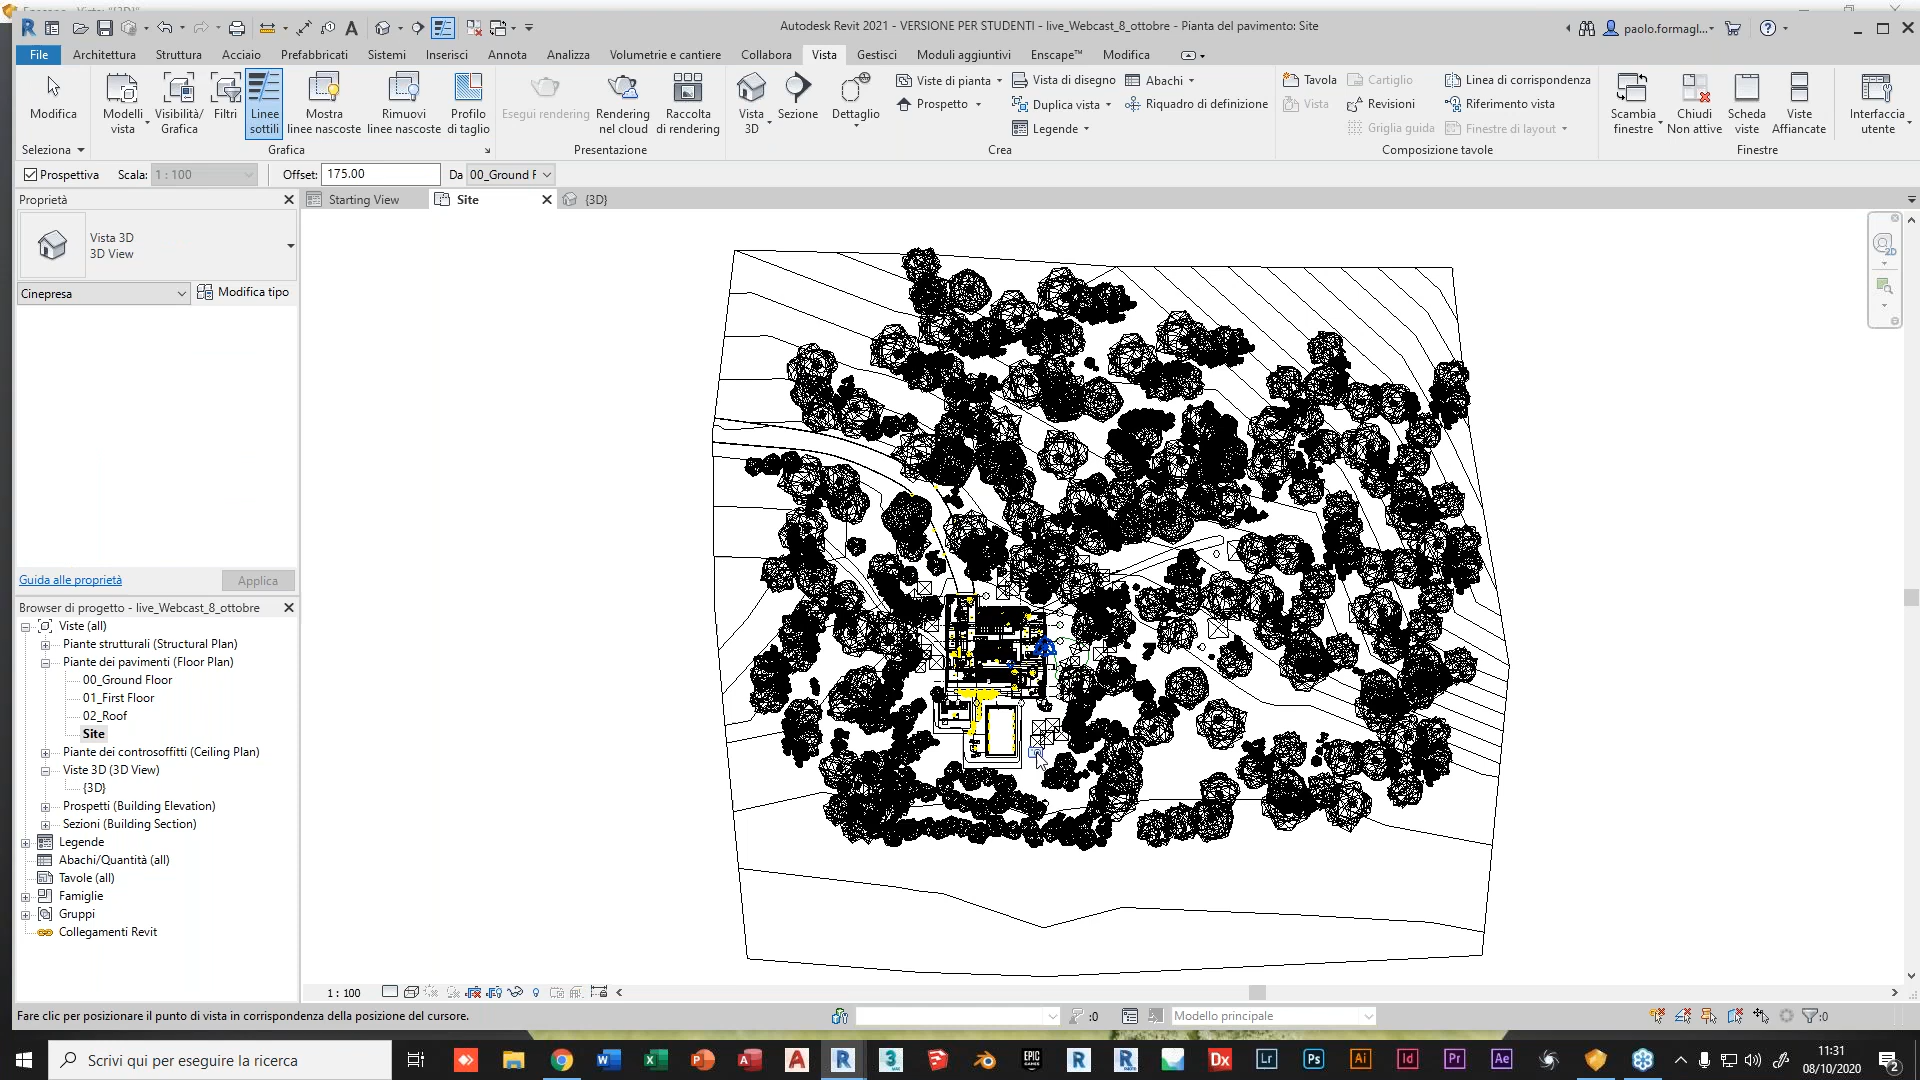 Autodesk Revit 2021 - VERSIONE PER STUDENTI - live_Webcast_8_ottobre - Pianta del pavimento: Site
paolo.formagl...
File Architettura Struttura Acciaio Prefabbricati Sistemi Inserisci Annota Analizza Volumetrie e cantiere Collabora Vista Gestisci Moduli aggiuntivi Enscape™ Modifica
Modifica
Modelli vista
Visibilità/ Grafica
Filtri
Linee sottili
Mostra linee nascoste
Rimuovi linee nascoste
Profilo di taglio
Esegui rendering
Rendering nel cloud
Raccolta di rendering
Vista 3D
Sezione
Dettaglio
Viste di pianta
Prospetto
Vista di disegno
Duplica vista
Legende
Abachi
Riquadro di definizione
Tavola
Vista
Cartiglio
Revisioni
Griglia guida
Linea di corrispondenza
Riferimento vista
Finestre di layout
Scambia finestre
Chiudi Non attive
Scheda viste
Viste Affiancate
Interfaccia utente
Seleziona Grafica Presentazione Crea Composizione tavole Finestre
Prospettiva Scala: 1 : 100 Offset: 175.00 Da 00_Ground F
Proprietà
Starting View Site {3D}
Vista 3D
3D View
Cinepresa Modifica tipo
Guida alle proprietà Applica
Browser di progetto - live_Webcast_8_ottobre
Viste (all)
Piante strutturali (Structural Plan)
Piante dei pavimenti (Floor Plan)
00_Ground Floor
01_First Floor
02_Roof
Site
Piante dei controsoffitti (Ceiling Plan)
Viste 3D (3D View)
{3D}
Prospetti (Building Elevation)
Sezioni (Building Section)
Legende
Abachi/Quantità (all)
Tavole (all)
Famiglie
Gruppi
Collegamenti Revit
1 : 100
Fare clic per posizionare il punto di vista in corrispondenza della posizione del cursore.
:0 Modello principale :0
Scrivi qui per eseguire la ricerca
11:31
08/10/2020
2